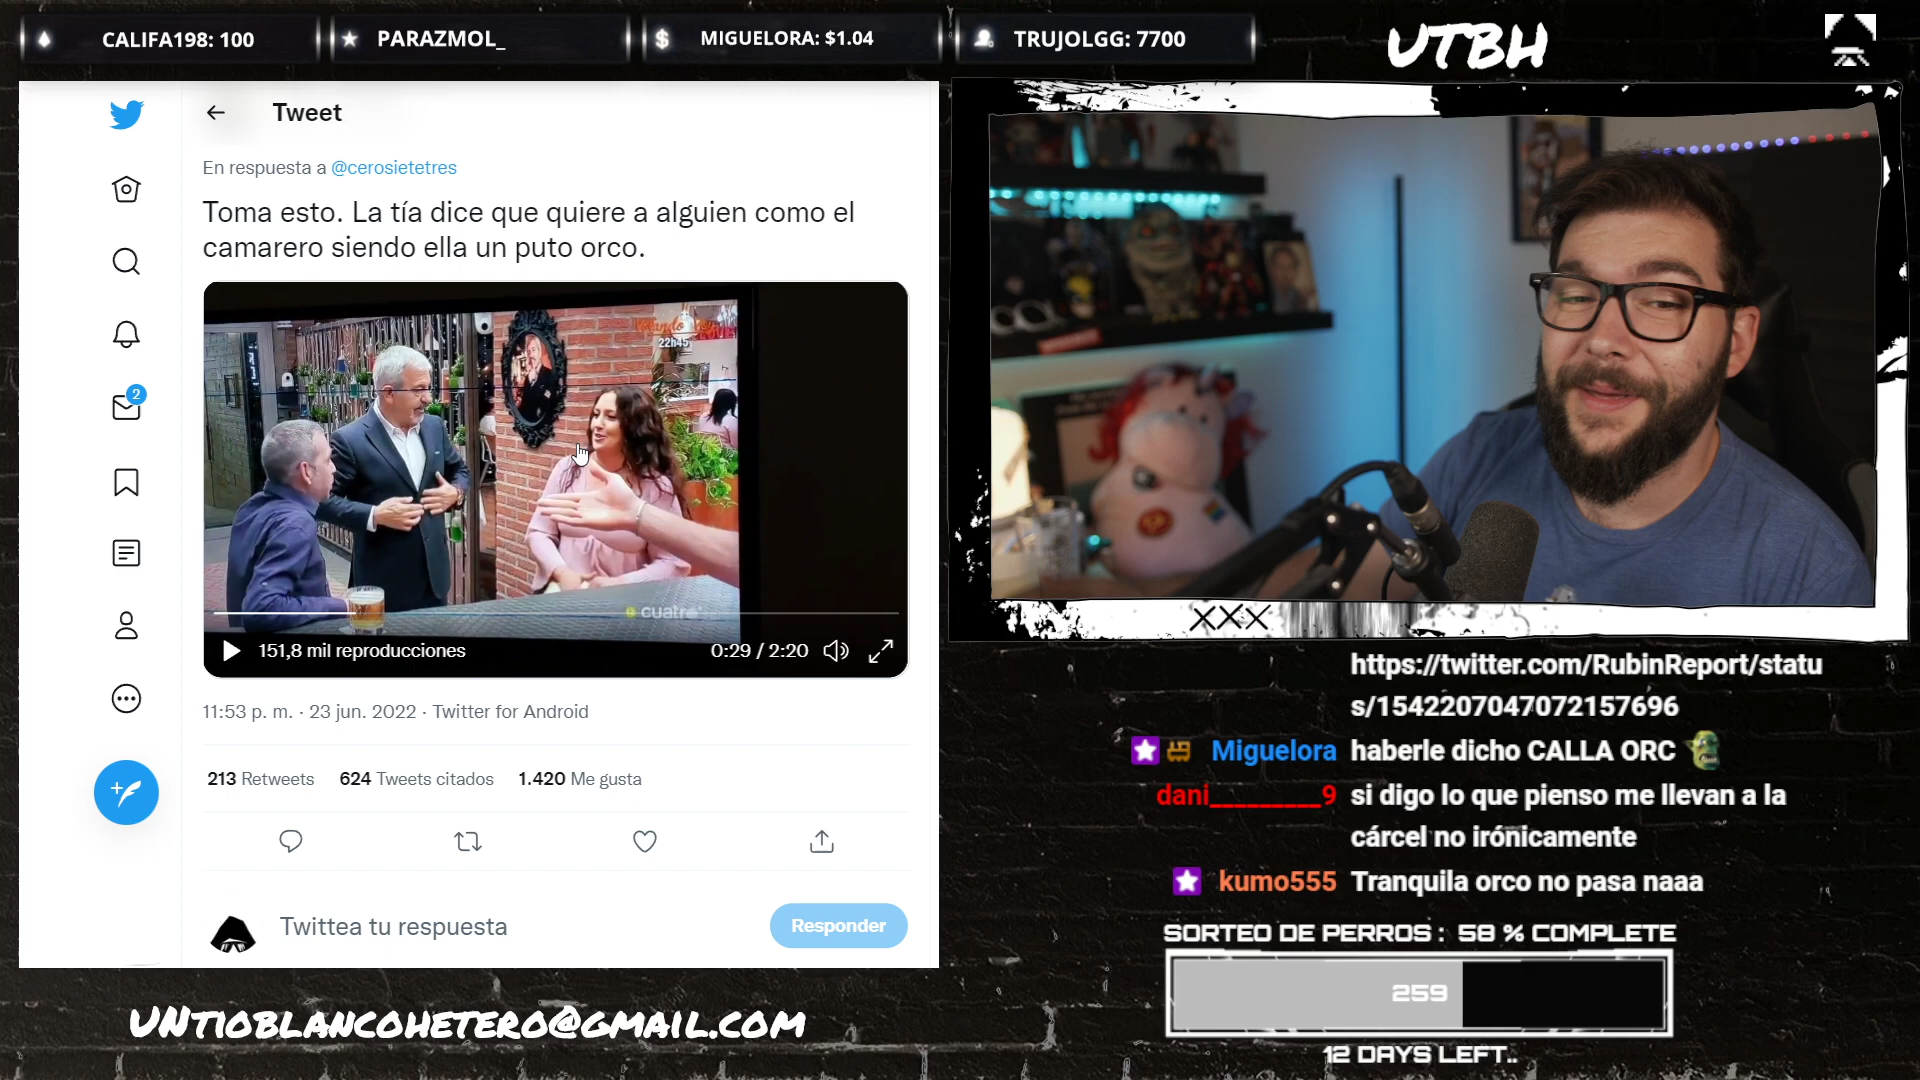 CALIFA198: 100
PARAZMOL_
MIGUELORA: $1.04
TRUJOLGG: 7700
UTBH
Tweet
En respuesta a @cerosietetres
Toma esto. La tía dice que quiere a alguien como el
camarero siendo ella un puto orco.
22h45
cuatro
151,8 mil reproducciones
0:29 / 2:20
11:53 p. m. · 23 jun. 2022 · Twitter for Android
213 Retweets 624 Tweets citados 1.420 Me gusta
Twittea tu respuesta
Responder
2
XXX
https://twitter.com/RubinReport/statu
s/1542207047072157696
Miguelora haberle dicho CALLA ORC
dani_________9 si digo lo que pienso me llevan a la
cárcel no irónicamente
kumo555 Tranquila orco no pasa naaa
SORTEO DE PERROS : 58 % COMPLETE
259
12 DAYS LEFT..
UNTIOBLANCOHETERO@GMAIL.COM